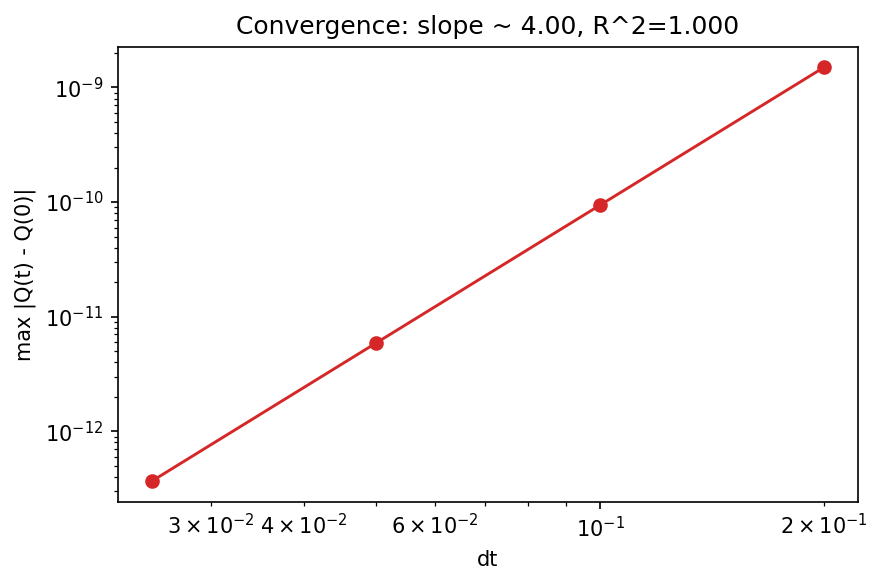 Convergence: slope ~ 4.00, R^2=1.000
max |Q(t) - Q(0)|
10⁻⁹
10⁻¹⁰
10⁻¹¹
10⁻¹²
3 × 10⁻² 4 × 10⁻² 6 × 10⁻² 10⁻¹ 2 × 10⁻¹
dt